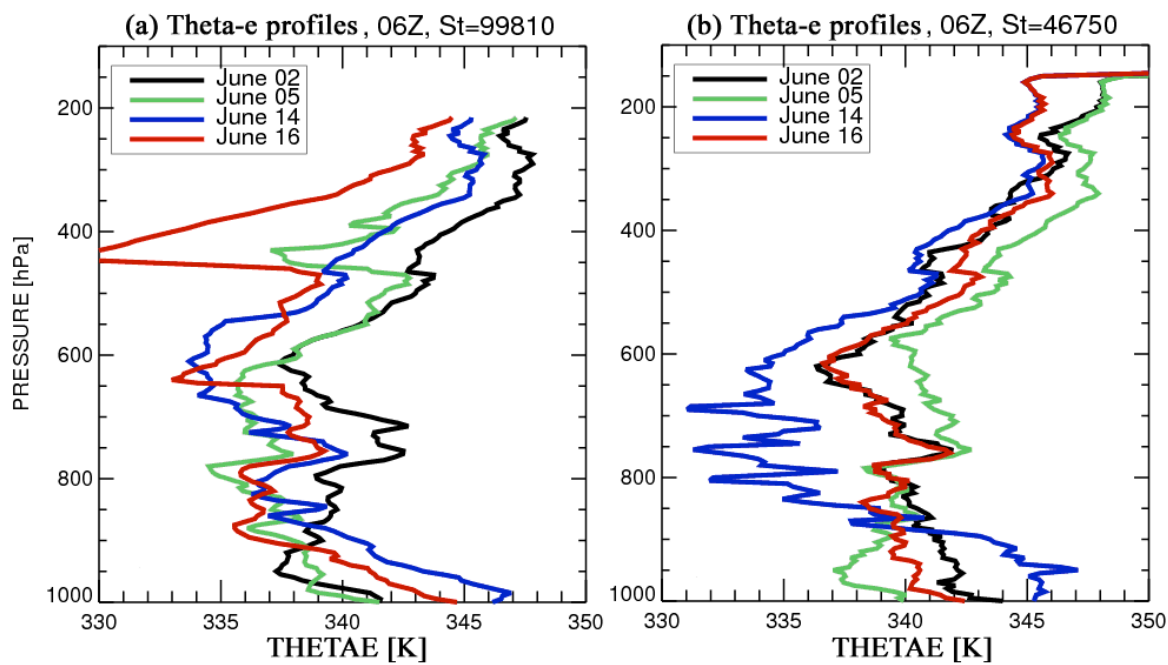 (a) Theta-e profiles , 06Z, St=99810
June 02
June 05
June 14
June 16
200
400
600
800
1000
PRESSURE [hPa]
330 335 340 345 350
THETAE [K]
(b) Theta-e profiles , 06Z, St=46750
June 02
June 05
June 14
June 16
200
400
600
800
1000
330 335 340 345 350
THETAE [K]